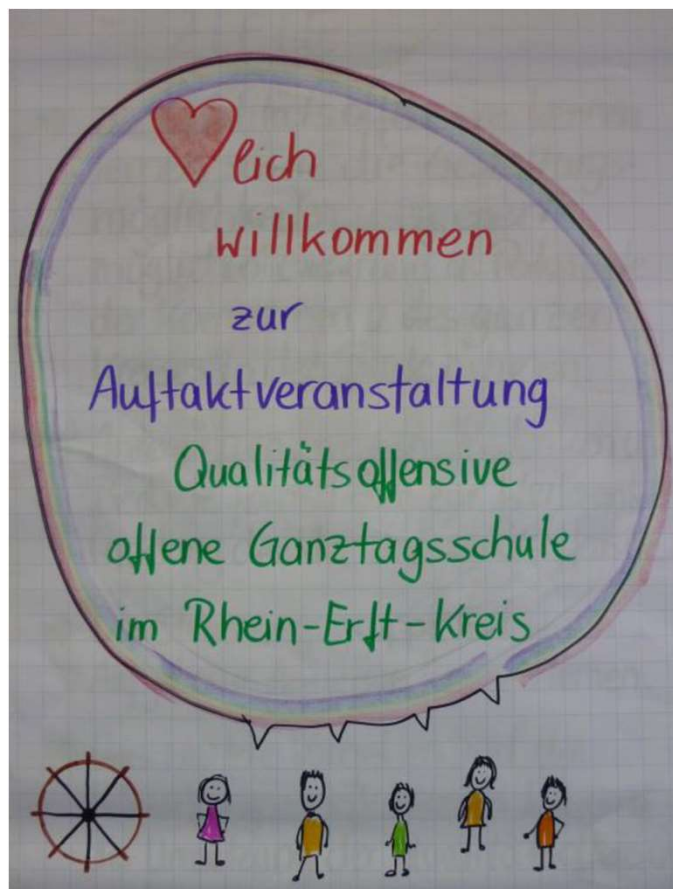 ♥lich
willkommen
zur
Auftaktveranstaltung
Qualitätsoffensive
offene Ganztagsschule
im Rhein-Erft-Kreis